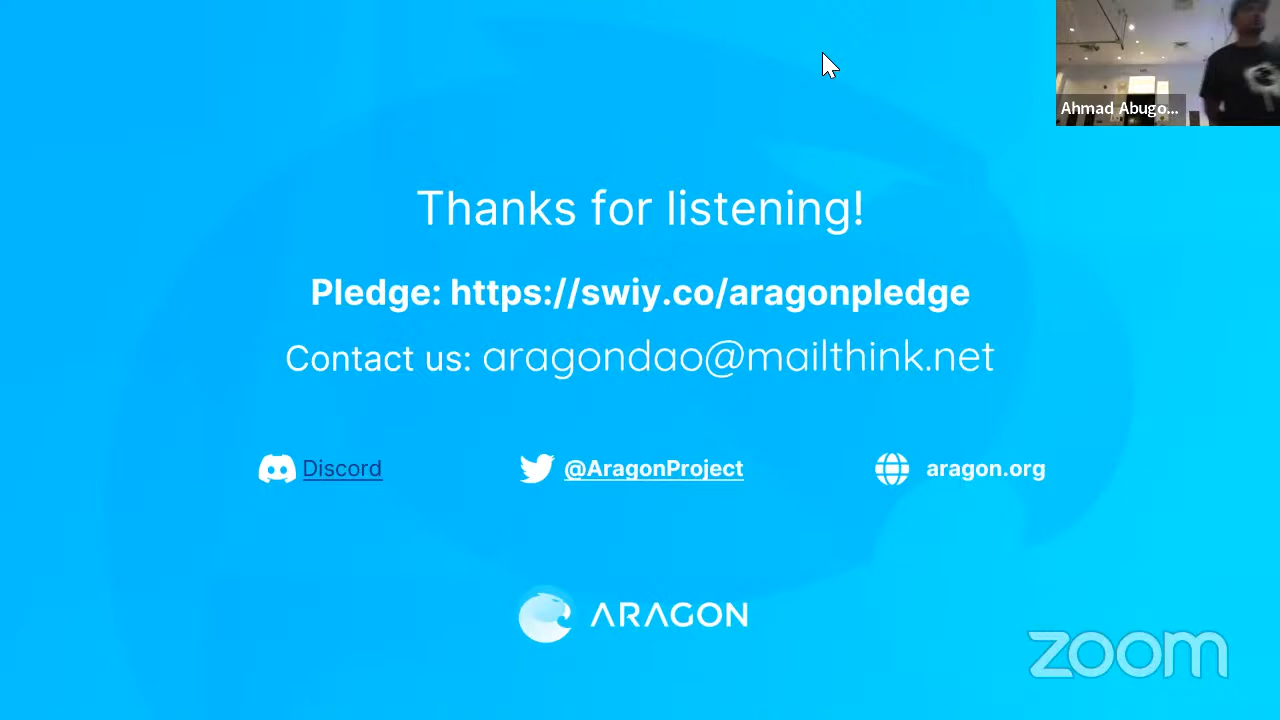 Ahmad Abugo...
Thanks for listening!
Pledge: https://swiy.co/aragonpledge
Contact us: aragondao@mailthink.net
Discord
@AragonProject
aragon.org
ARAGON
zoom